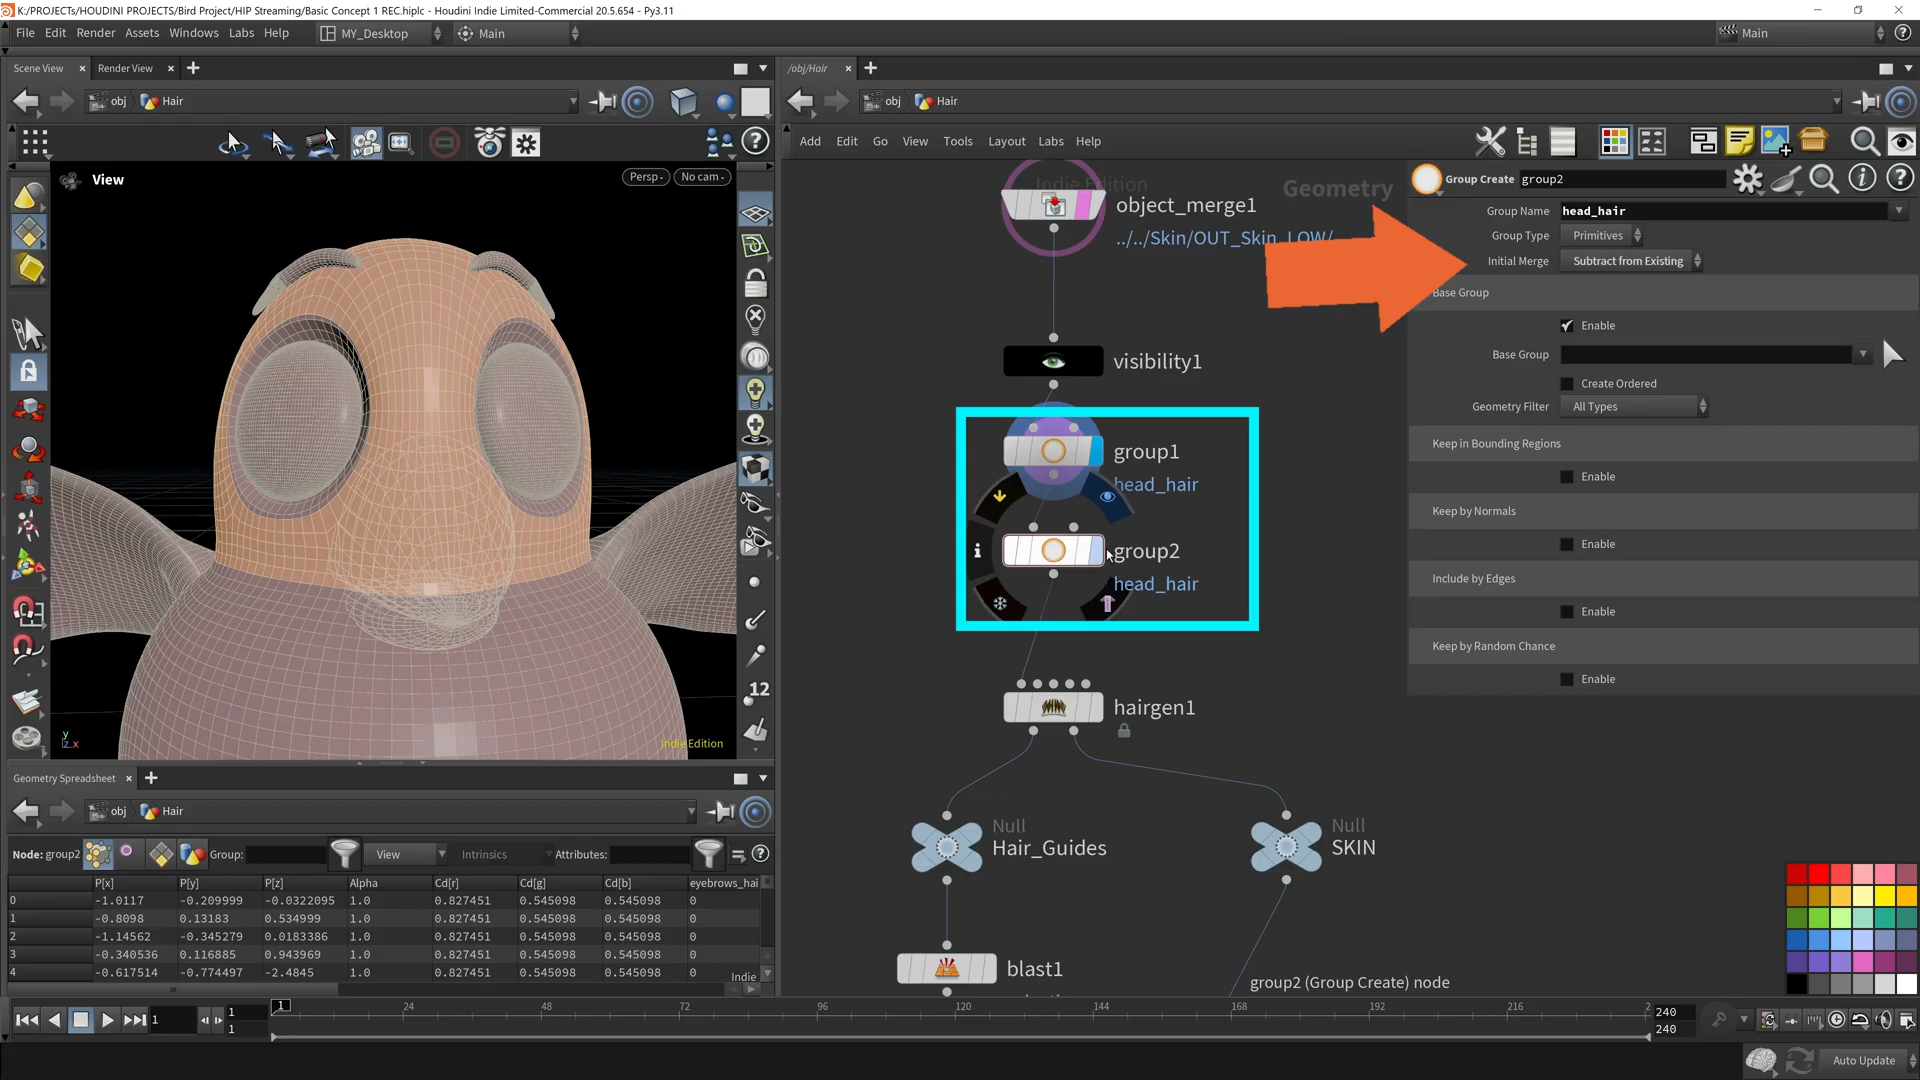 K:/PROJECTs/HOUDINI PROJECTS/Bird Project/HIP Streaming/Basic Concept 1 REC.hiplc - Houdini Indie Limited-Commercial 20.5.654 - Py3.11
File Edit Render Assets Windows Labs Help MY_Desktop Main Main
Scene View Render View /obj/Hair
obj Hair obj Hair
Add Edit Go View Tools Layout Labs Help
View Persp No cam
Indie Edition
Geometry
object_merge1
../../Skin/OUT_Skin_LOW/
Group Create group2
Group Name head_hair
Group Type Primitives
Initial Merge Subtract from Existing
Base Group
Enable
Base Group
Create Ordered
Geometry Filter All Types
Keep in Bounding Regions
Enable
Keep by Normals
Enable
Include by Edges
Enable
Keep by Random Chance
Enable
visibility1
group1
head_hair
group2
head_hair
hairgen1
Null
Hair_Guides
Null
SKIN
blast1
group2 (Group Create) node
12
y
z x
Indie Edition
Geometry Spreadsheet
obj Hair
Node: group2 Group: View Intrinsics Attributes:
P[x] P[y] P[z] Alpha Cd[r] Cd[g] Cd[b] eyebrows_hai
0 -1.0117 -0.209999 -0.0322095 1.0 0.827451 0.545098 0.545098 0
1 -0.8098 0.13183 0.534999 1.0 0.827451 0.545098 0.545098 0
2 -1.14562 -0.345279 0.0183386 1.0 0.827451 0.545098 0.545098 0
3 -0.340536 0.116885 0.943969 1.0 0.827451 0.545098 0.545098 0
4 -0.617514 -0.774497 -2.4845 1.0 0.827451 0.545098 0.545098 0
Indie
1 1 1 1 24 48 72 96 120 144 168 192 216 2 240
240
Auto Update